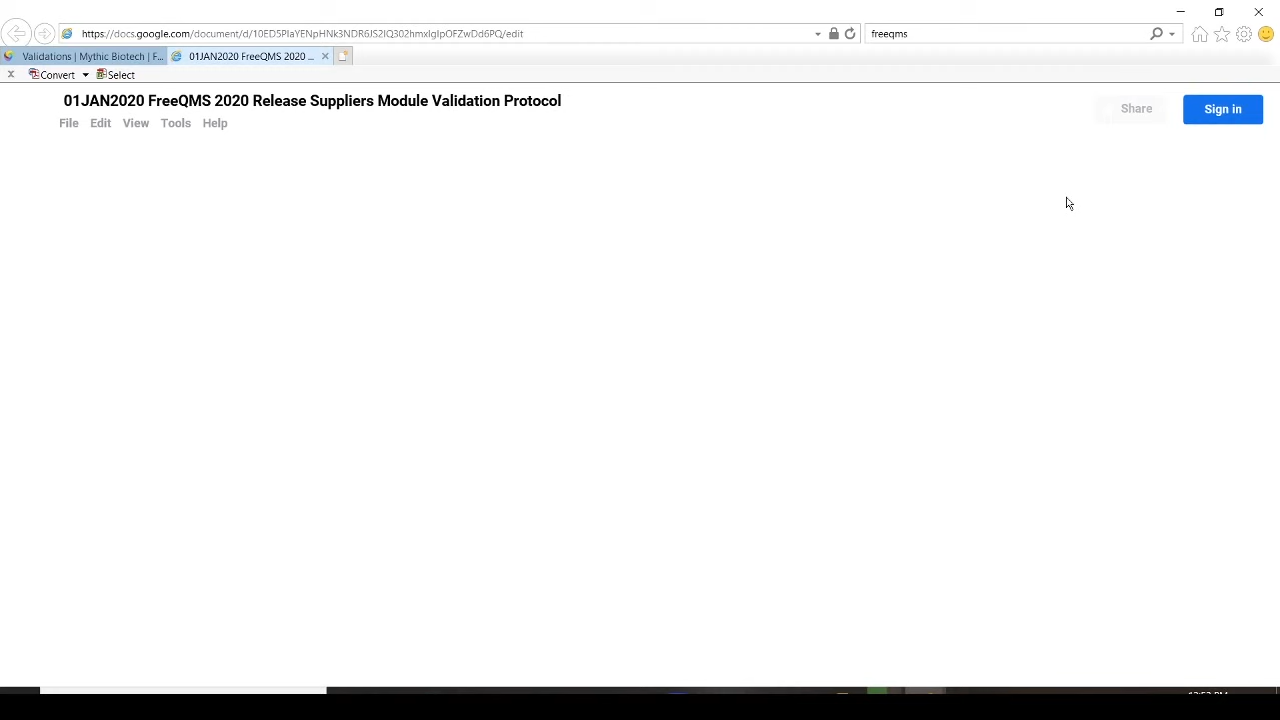 https://docs.google.com/document/d/10ED5PIaYENpHNk3NDR6JS2IQ302hmxlgIpOFZwDd6PQ/edit
freeqms
Validations | Mythic Biotech | F...
01JAN2020 FreeQMS 2020 ...
x Convert Select
01JAN2020 FreeQMS 2020 Release Suppliers Module Validation Protocol
Share
Sign in
File Edit View Tools Help